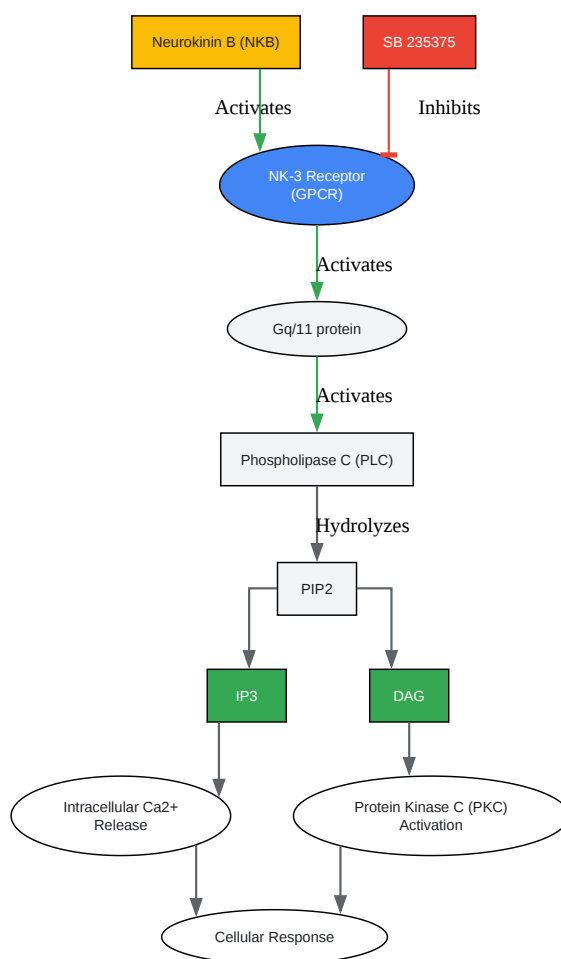 Neurokinin B (NKB)
SB 235375
Activates
Inhibits
NK-3 Receptor
(GPCR)
Activates
Gq/11 protein
Activates
Phospholipase C (PLC)
Hydrolyzes
PIP2
IP3
DAG
Intracellular Ca2+
Release
Protein Kinase C (PKC)
Activation
Cellular Response